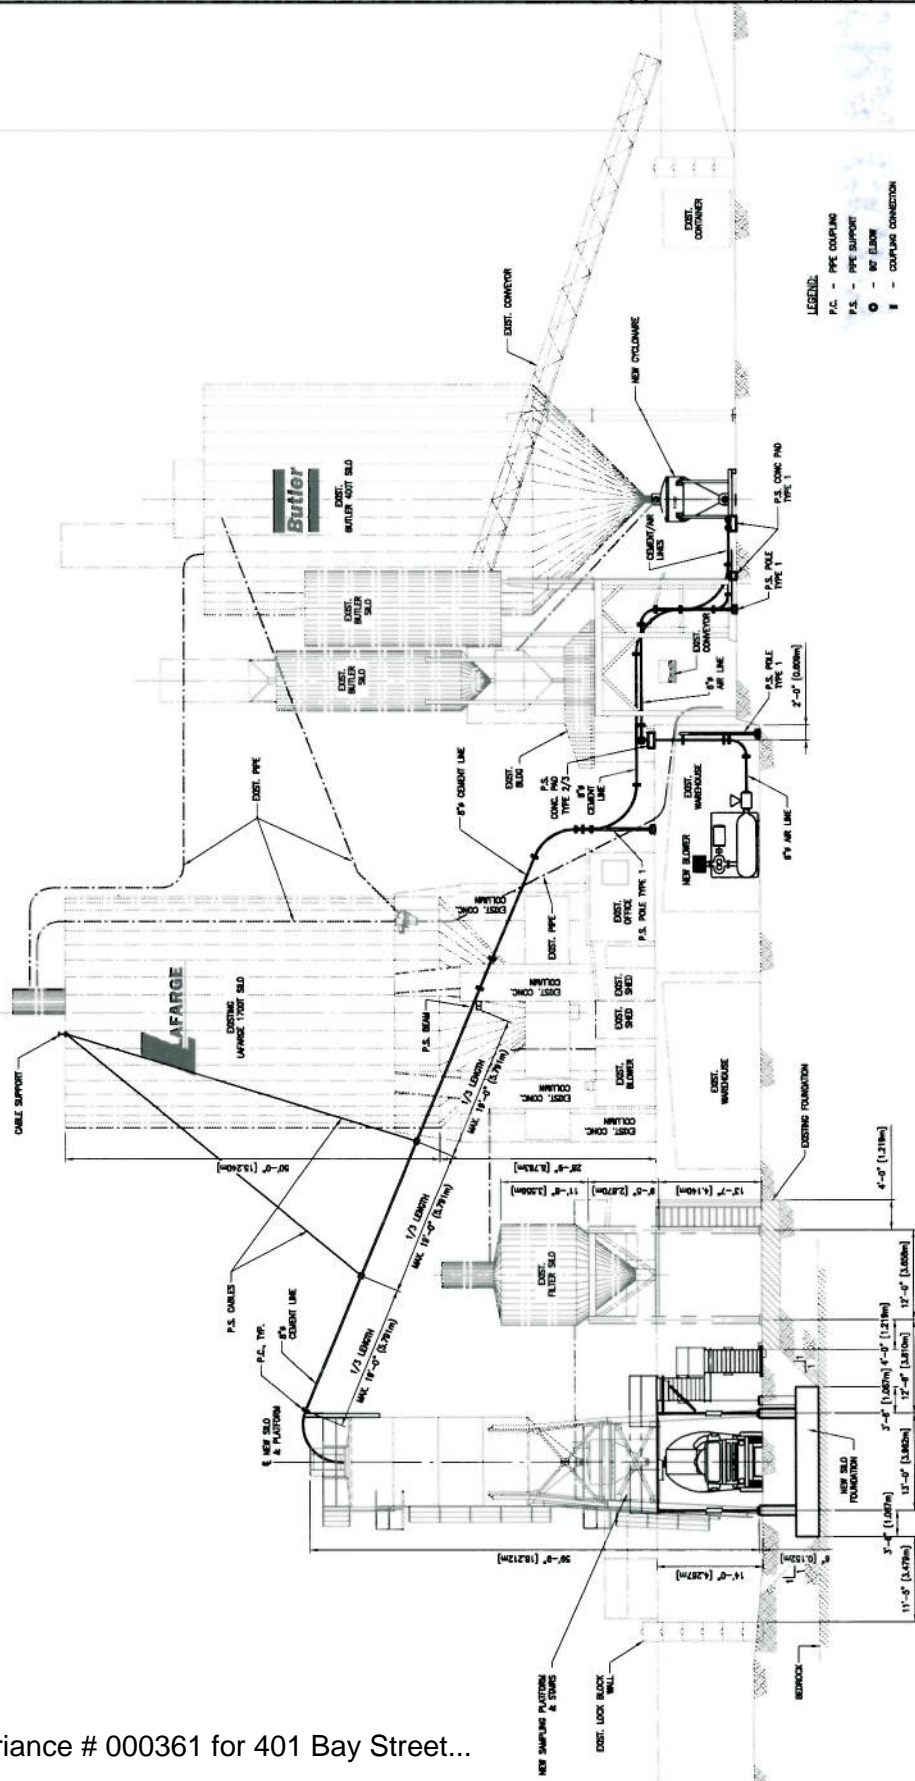 LEGEND:
P.C. - PIPE COUPLING
P.S. - PIPE SUPPORT
- 90° ELBOW
- COUPLING CONNECTION
EXIST.
CONTAINER
EXIST. CONVEYOR
NEW CYCLONAIRE
Butler
EXIST.
BUTLER 400T SILO
CEMENT/AIR
LINES
P.S. CONC PAD
TYPE 1
P.S. POLE
TYPE 1
EXIST.
BUTLER
SILO
EXIST.
BUTLER
SILO
EXIST.
CONVEYOR
AIR LINE
P.S. POLE
TYPE 1
2'-0" [0.609m]
EXIST.
BLDG
P.S.
CONC. PAD
TYPE 2/3
8"ø
CEMENT
LINE
8"ø CEMENT LINE
EXIST. PIPE
EXIST.
WAREHOUSE
NEW BLOWER
AIR LINE
P.S. POLE TYPE 1
EXIST.
OFFICE
EXIST. PIPE
EXIST. CONC.
COLUMN
EXIST. CONC.
COLUMN
EXIST.
SHED
EXIST.
SHED
EXIST.
BLOWER
EXIST. CONC.
COLUMN
EXIST. CONC.
COLUMN
EXIST.
WAREHOUSE
LAFARGE
EXISTING
LAFARGE 1700T SILO
CABLE SUPPORT
P.S. BEAM
1/3 LENGTH
MAX. 19'-0" (5.791m)
1/3 LENGTH
MAX. 19'-0" (5.791m)
1/3 LENGTH
MAX. 19'-0" (5.791m)
50'-0" [15.240m]
28'-9" [8.763m]
P.S. CABLES
8"ø
CEMENT LINE
P.C., TYP.
NEW SILO
& PLATFORM
EXIST.
FILTER SILO
11'-8" [3.556m]
9'-5" [2.870m]
13'-7" [4.140m]
EXISTING FOUNDATION
4'-0" [1.219m]
12'-0" [3.658m]
4'-0" [1.219m]
12'-6" [3.810m]
3'-6" [1.067m]
13'-0" [3.962m]
3'-6" [1.067m]
11'-5" [3.479m]
NEW SILO
FOUNDATION
59'-9" [18.212m]
14'-0" [4.267m]
6" [0.152m]
1
1
1
1
NEW SAMPLING PLATFORM
& STAIRS
EXIST. LOCK BLOCK
WALL
BEDROCK
riance # 000361 for 401 Bay Street...